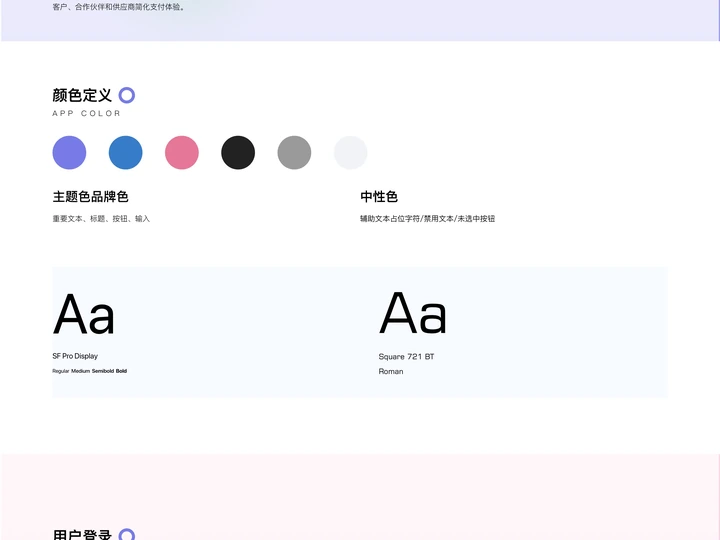 客户、合作伙伴和供应商简化支付体验。
颜色定义
APP COLOR
主题色品牌色
重要文本、标题、按钮、输入
中性色
辅助文本占位字符/禁用文本/未选中按钮
Aa
SF Pro Display
Regular Medium Semibold Bold
Aa
Square 721 BT
Roman
用户登录